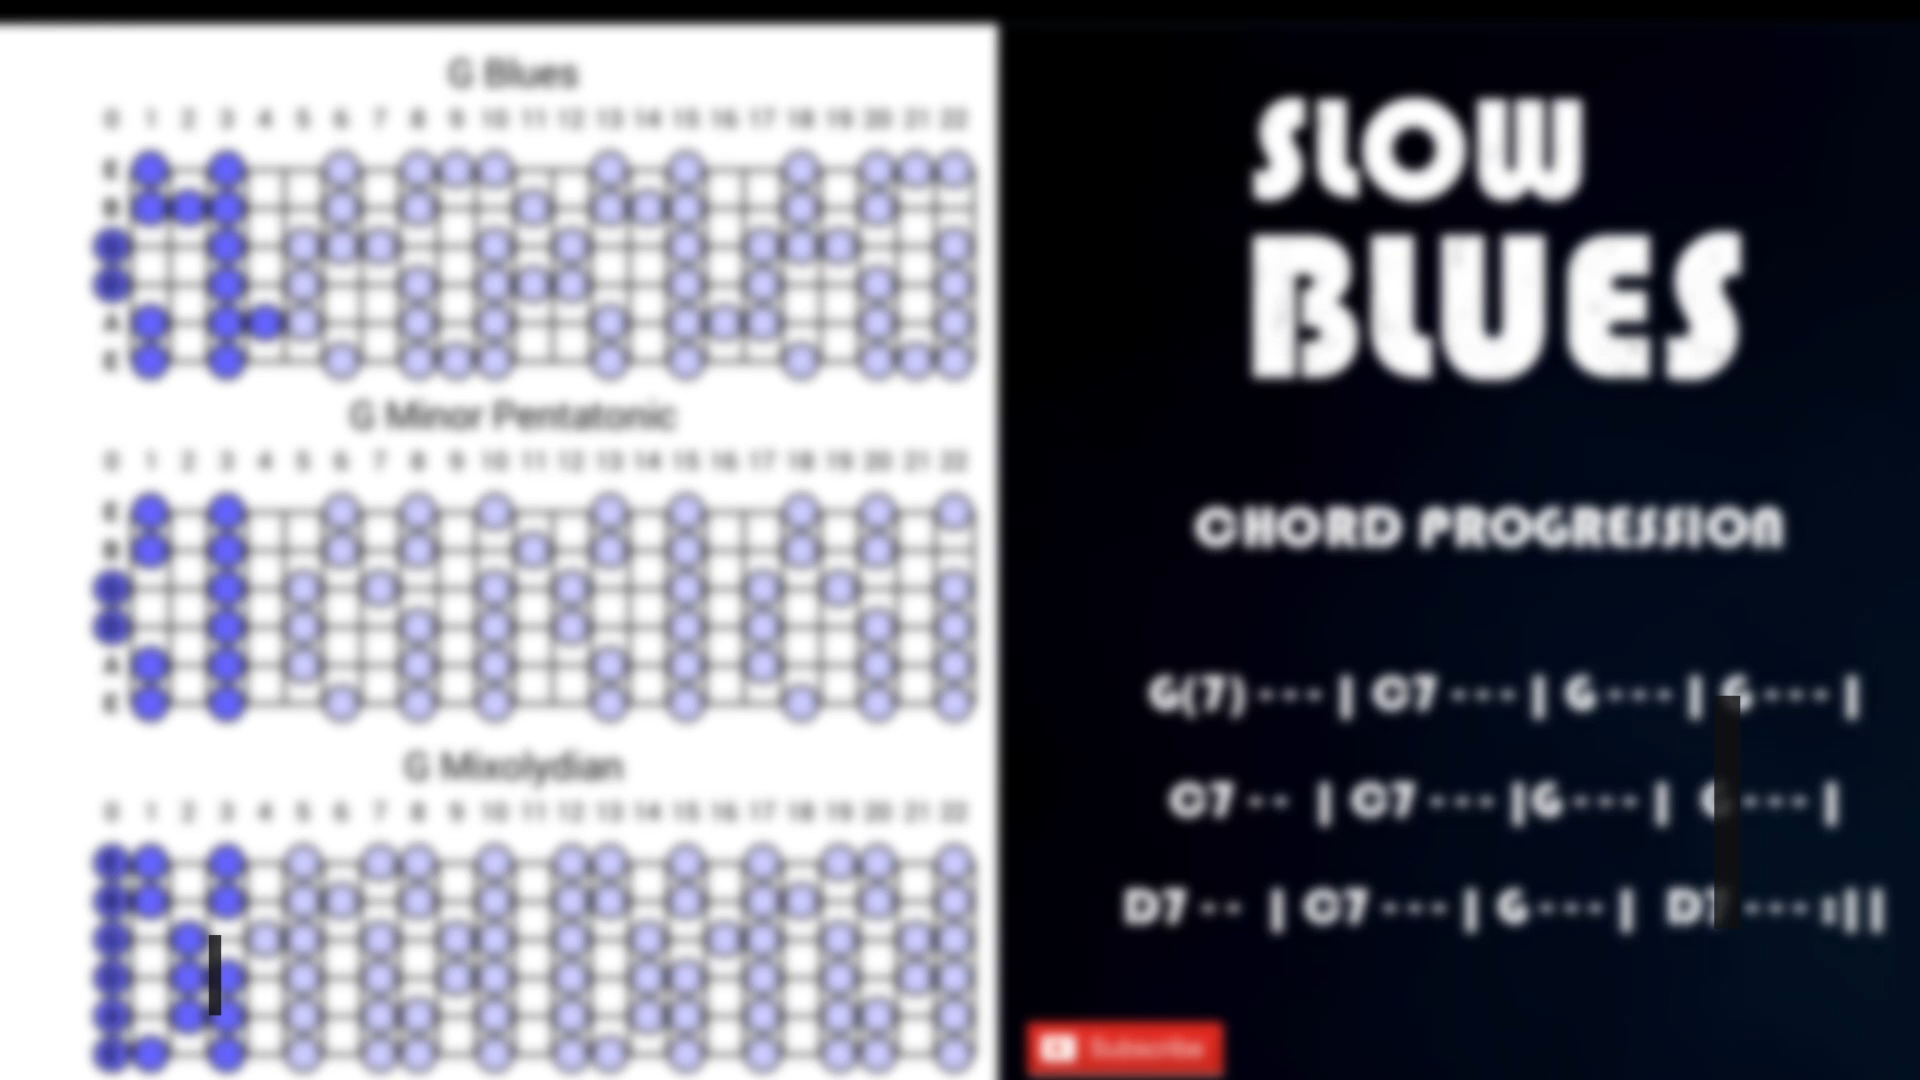 G Blues
0 1 2 3 4 5 6 7 8 9 10 11 12 13 14 15 16 17 18 19 20 21 22
E
B
A
E
G Minor Pentatonic
0 1 2 3 4 5 6 7 8 9 10 11 12 13 14 15 16 17 18 19 20 21 22
E
B
A
E
G Mixolydian
0 1 2 3 4 5 6 7 8 9 10 11 12 13 14 15 16 17 18 19 20 21 22
SLOW
BLUES
CHORD PROGRESSION
G(7) - - - | C7 - - - | G - - - | G - - - |
C7 - - | C7 - - - |G - - - | G - - - |
D7 - - | C7 - - - | G - - - | D7 - - - :||
Subscribe